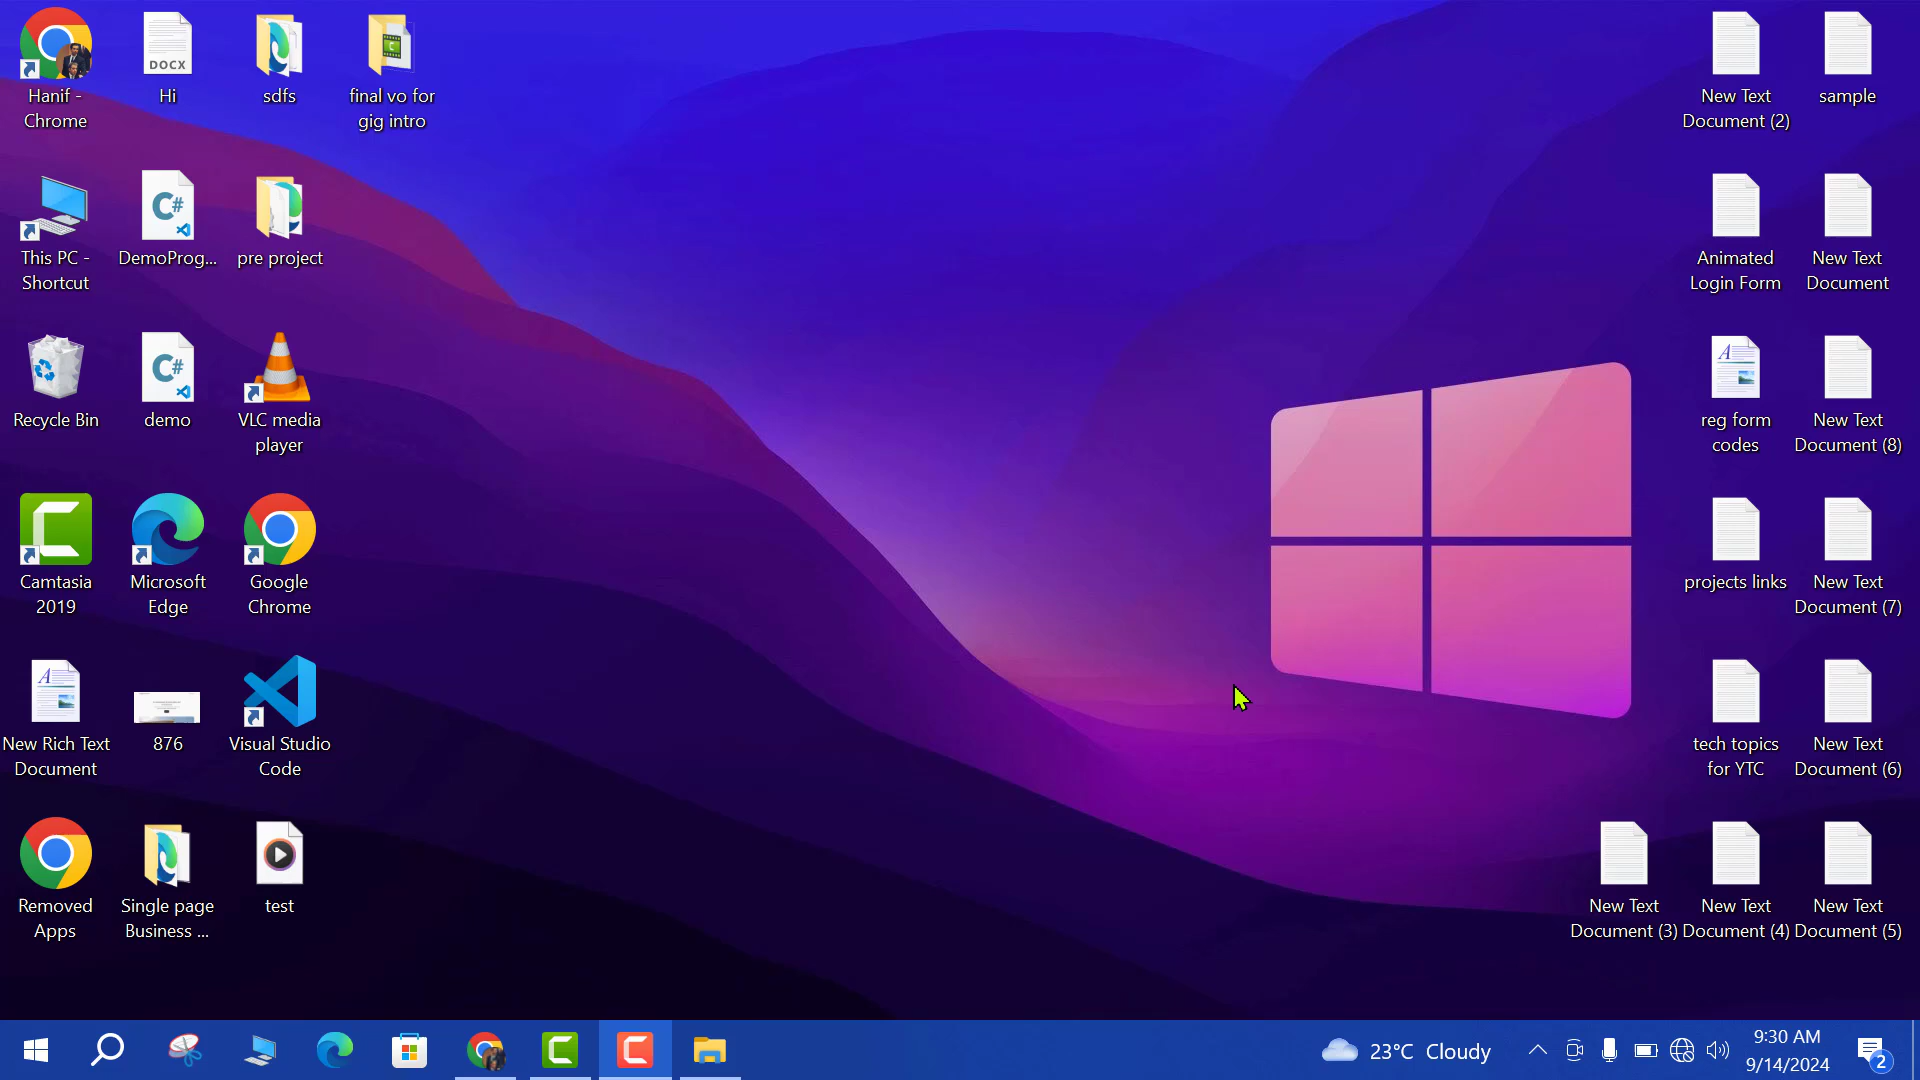 Hanif -
Chrome
Hi
DOCX
sdfs
final vo for
gig intro
New Text
Document (2)
sample
This PC -
Shortcut
C#
DemoProg...
pre project
Animated
Login Form
New Text
Document
Recycle Bin
C#
demo
VLC media
player
reg form
codes
New Text
Document (8)
Camtasia
2019
Microsoft
Edge
Google
Chrome
projects links
New Text
Document (7)
New Rich Text
Document
876
Visual Studio
Code
tech topics
for YTC
New Text
Document (6)
Removed
Apps
Single page
Business ...
test
New Text
Document (3)
New Text
Document (4)
New Text
Document (5)
23°C Cloudy
9:30 AM
9/14/2024
2